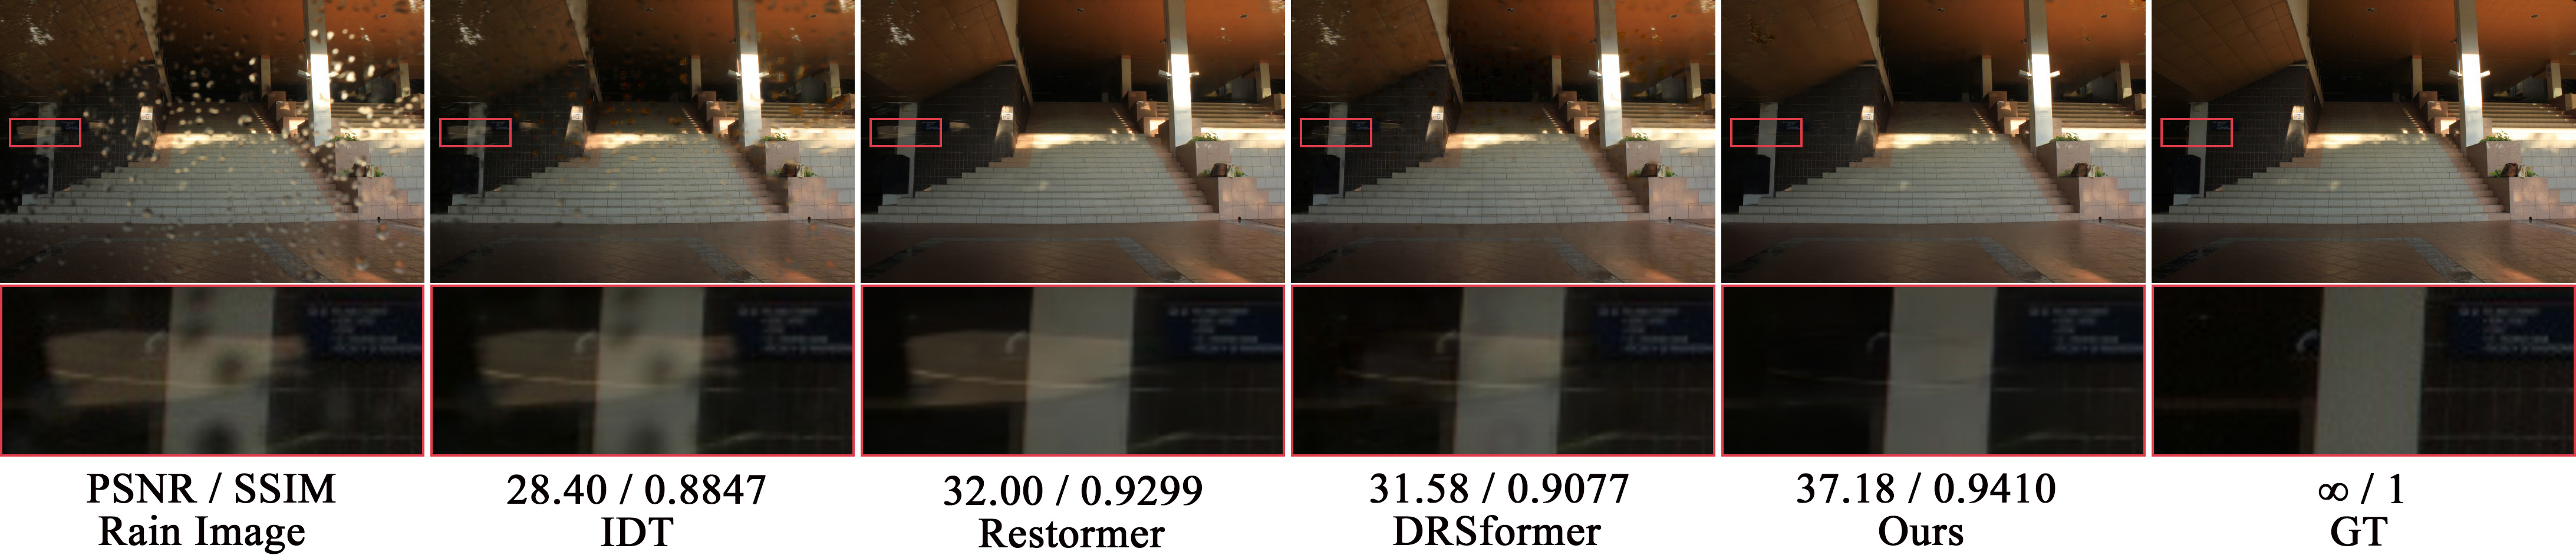 PSNR / SSIM 28.40 / 0.8847 32.00 / 0.9299 31.58 / 0.9077 37.18 / 0.9410 ∞ / 1
Rain Image IDT Restormer DRSformer Ours GT